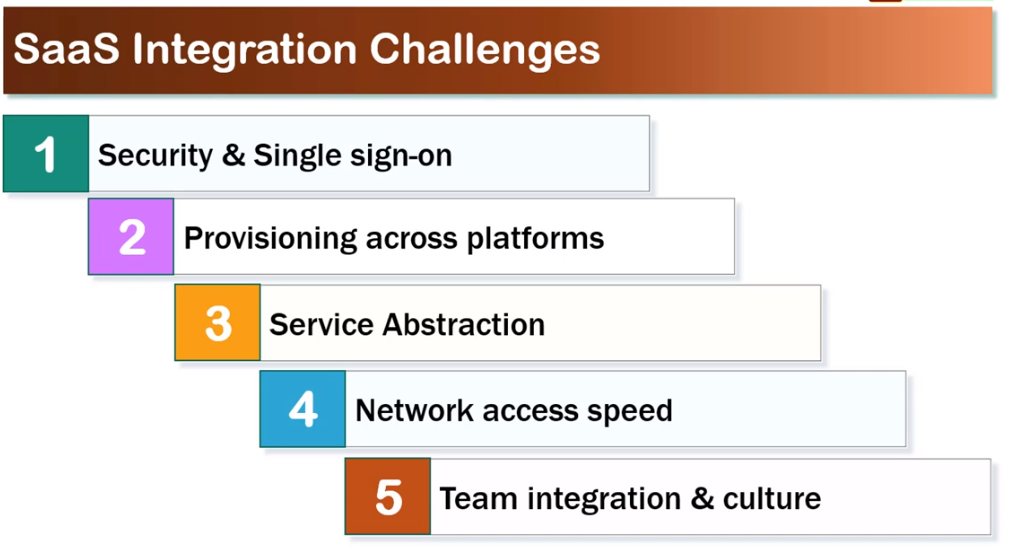 SaaS Integration Challenges
1 Security & Single sign-on
2 Provisioning across platforms
3 Service Abstraction
4 Network access speed
5 Team integration & culture